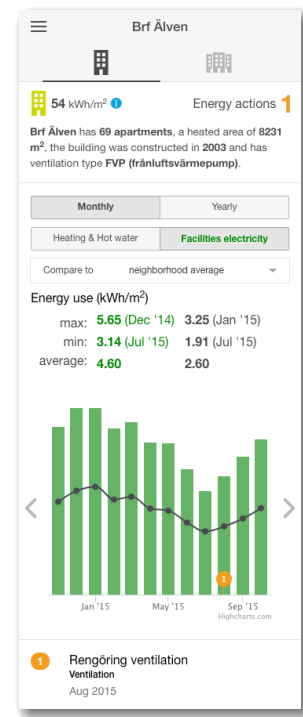 Brf Älven
54 kWh/m² Energy actions 1
Brf Älven has 69 apartments, a heated area of 8231
m², the building was constructed in 2003 and has
ventilation type FVP (frånluftsvärmepump).
Monthly Yearly
Heating & Hot water Facilities electricity
Compare to neighborhood average
Energy use (kWh/m²)
max: 5.65 (Dec '14) 3.25 (Jan '15)
min: 3.14 (Jul '15) 1.91 (Jul '15)
average: 4.60 2.60
1
Jan '15 May '15 Sep '15
Highcharts.com
1 Rengöring ventilation
Ventilation
Aug 2015